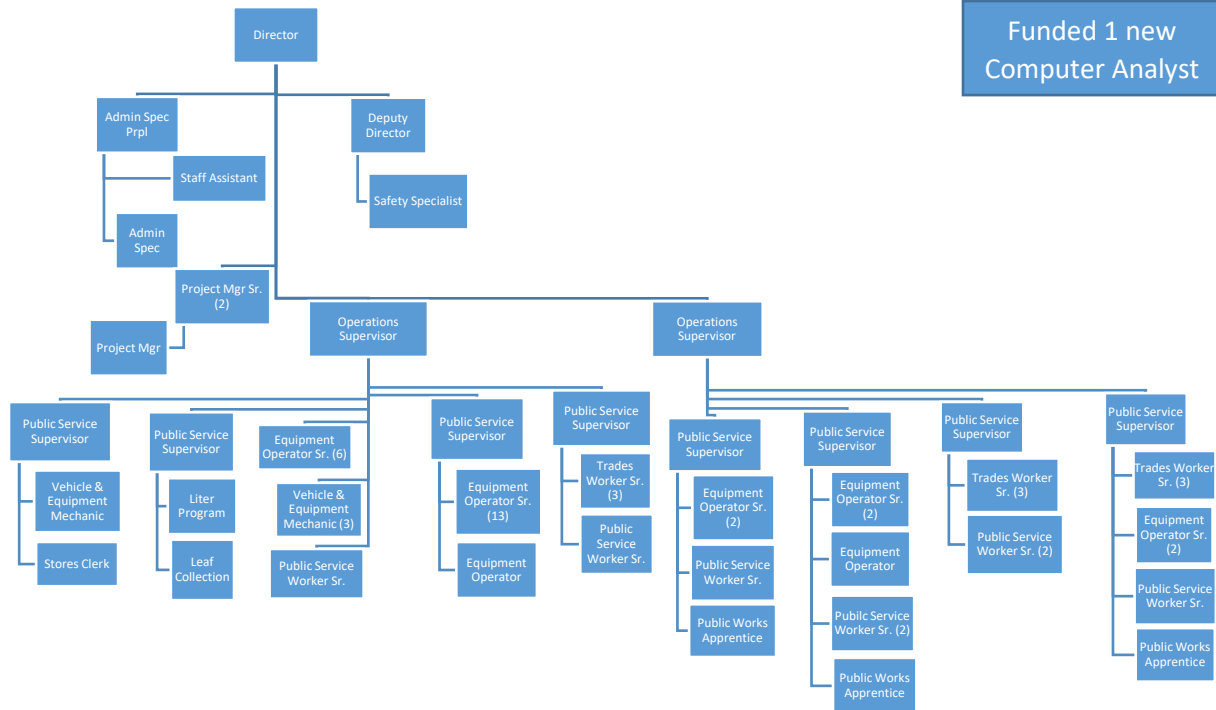 Funded 1 new
Computer Analyst
Director
Admin Spec
Prpl
Deputy
Director
Staff Assistant
Safety Specialist
Admin
Spec
Project Mgr Sr.
(2)
Project Mgr
Operations
Supervisor
Operations
Supervisor
Public Service
Supervisor
Vehicle &
Equipment
Mechanic
Stores Clerk
Public Service
Supervisor
Liter
Program
Leaf
Collection
Equipment
Operator Sr. (6)
Vehicle &
Equipment
Mechanic (3)
Public Service
Worker Sr.
Public Service
Supervisor
Equipment
Operator Sr.
(13)
Equipment
Operator
Public Service
Supervisor
Trades
Worker Sr.
(3)
Public
Service
Worker Sr.
Public Service
Supervisor
Equipment
Operator Sr.
(2)
Public Service
Worker Sr.
Public Works
Apprentice
Public Service
Supervisor
Equipment
Operator Sr.
(2)
Equipment
Operator
Public Service
Worker Sr. (2)
Public Works
Apprentice
Public Service
Supervisor
Trades Worker
Sr. (3)
Public Service
Worker Sr. (2)
Public Service
Supervisor
Trades Worker
Sr. (3)
Equipment
Operator Sr.
(2)
Public Service
Worker Sr.
Public Works
Apprentice